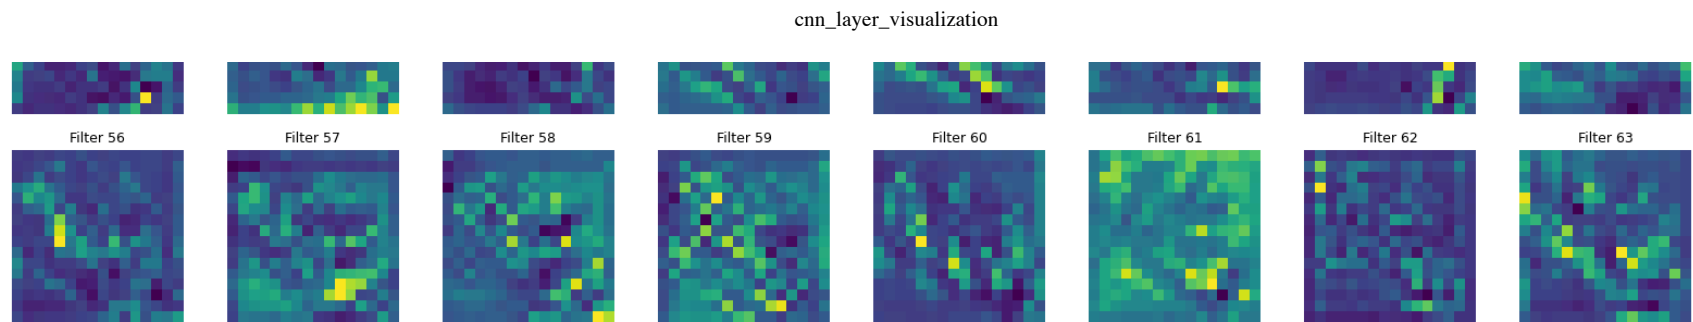 cnn_layer_visualization
Filter 56 Filter 57 Filter 58 Filter 59 Filter 60 Filter 61 Filter 62 Filter 63